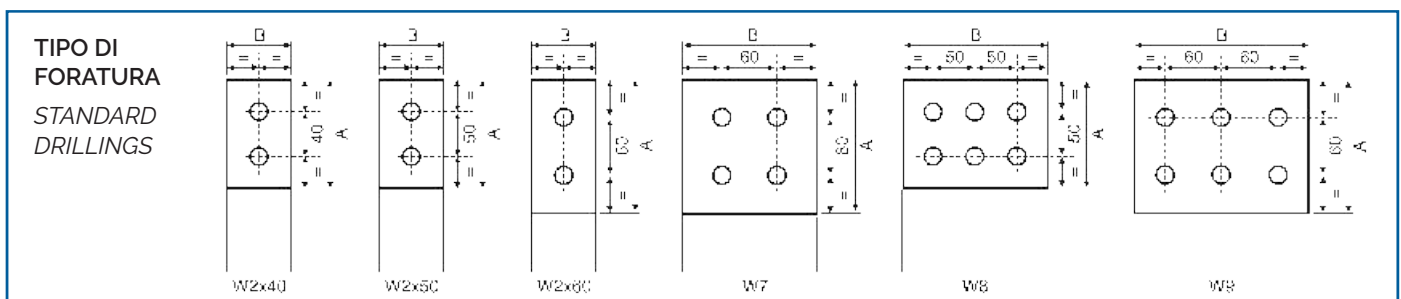 TIPO DI
FORATURA
STANDARD
DRILLINGS
B
= =
= 40 = A
W2x40
B
= =
= 50 = A
W2x50
B
= =
= 60 = A
W2x60
B
= 60 =
= 60 = A
W7
B
= 50 50 =
= 50 = A
W8
B
= 60 60 =
= 60 = A
W9